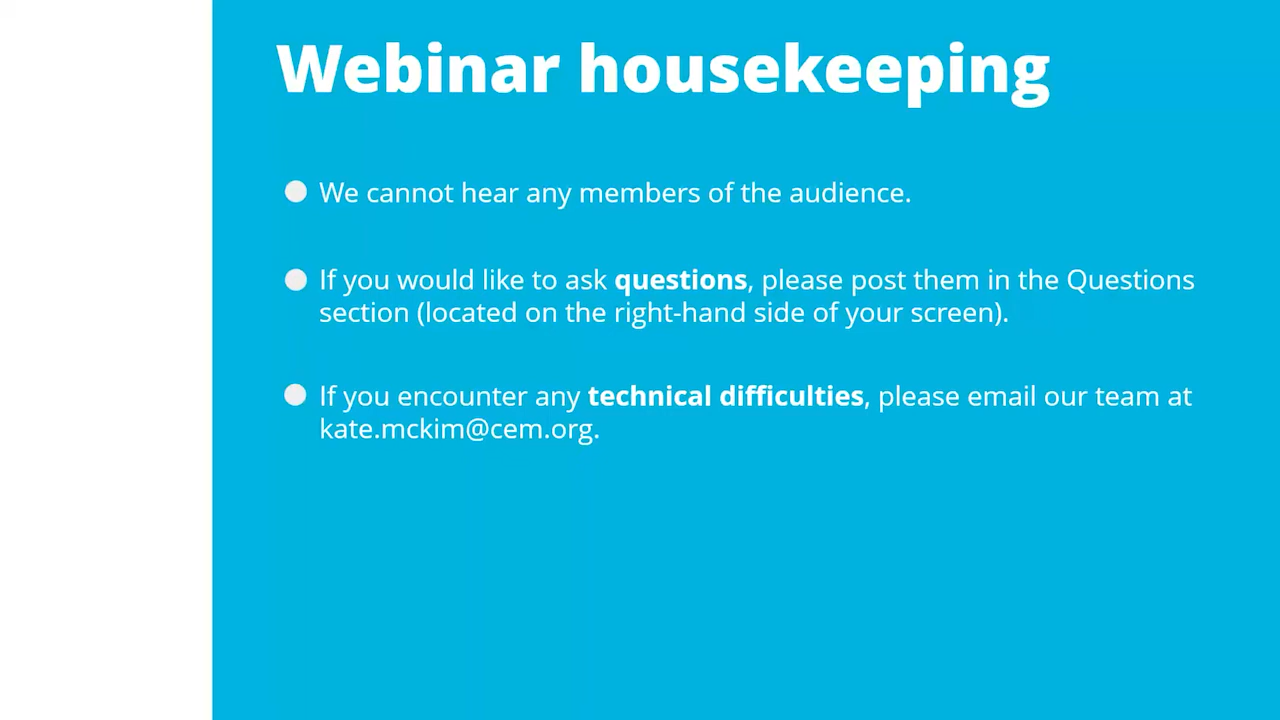 Webinar housekeeping
We cannot hear any members of the audience.
If you would like to ask questions, please post them in the Questions
section (located on the right-hand side of your screen).
If you encounter any technical difficulties, please email our team at
kate.mckim@cem.org.